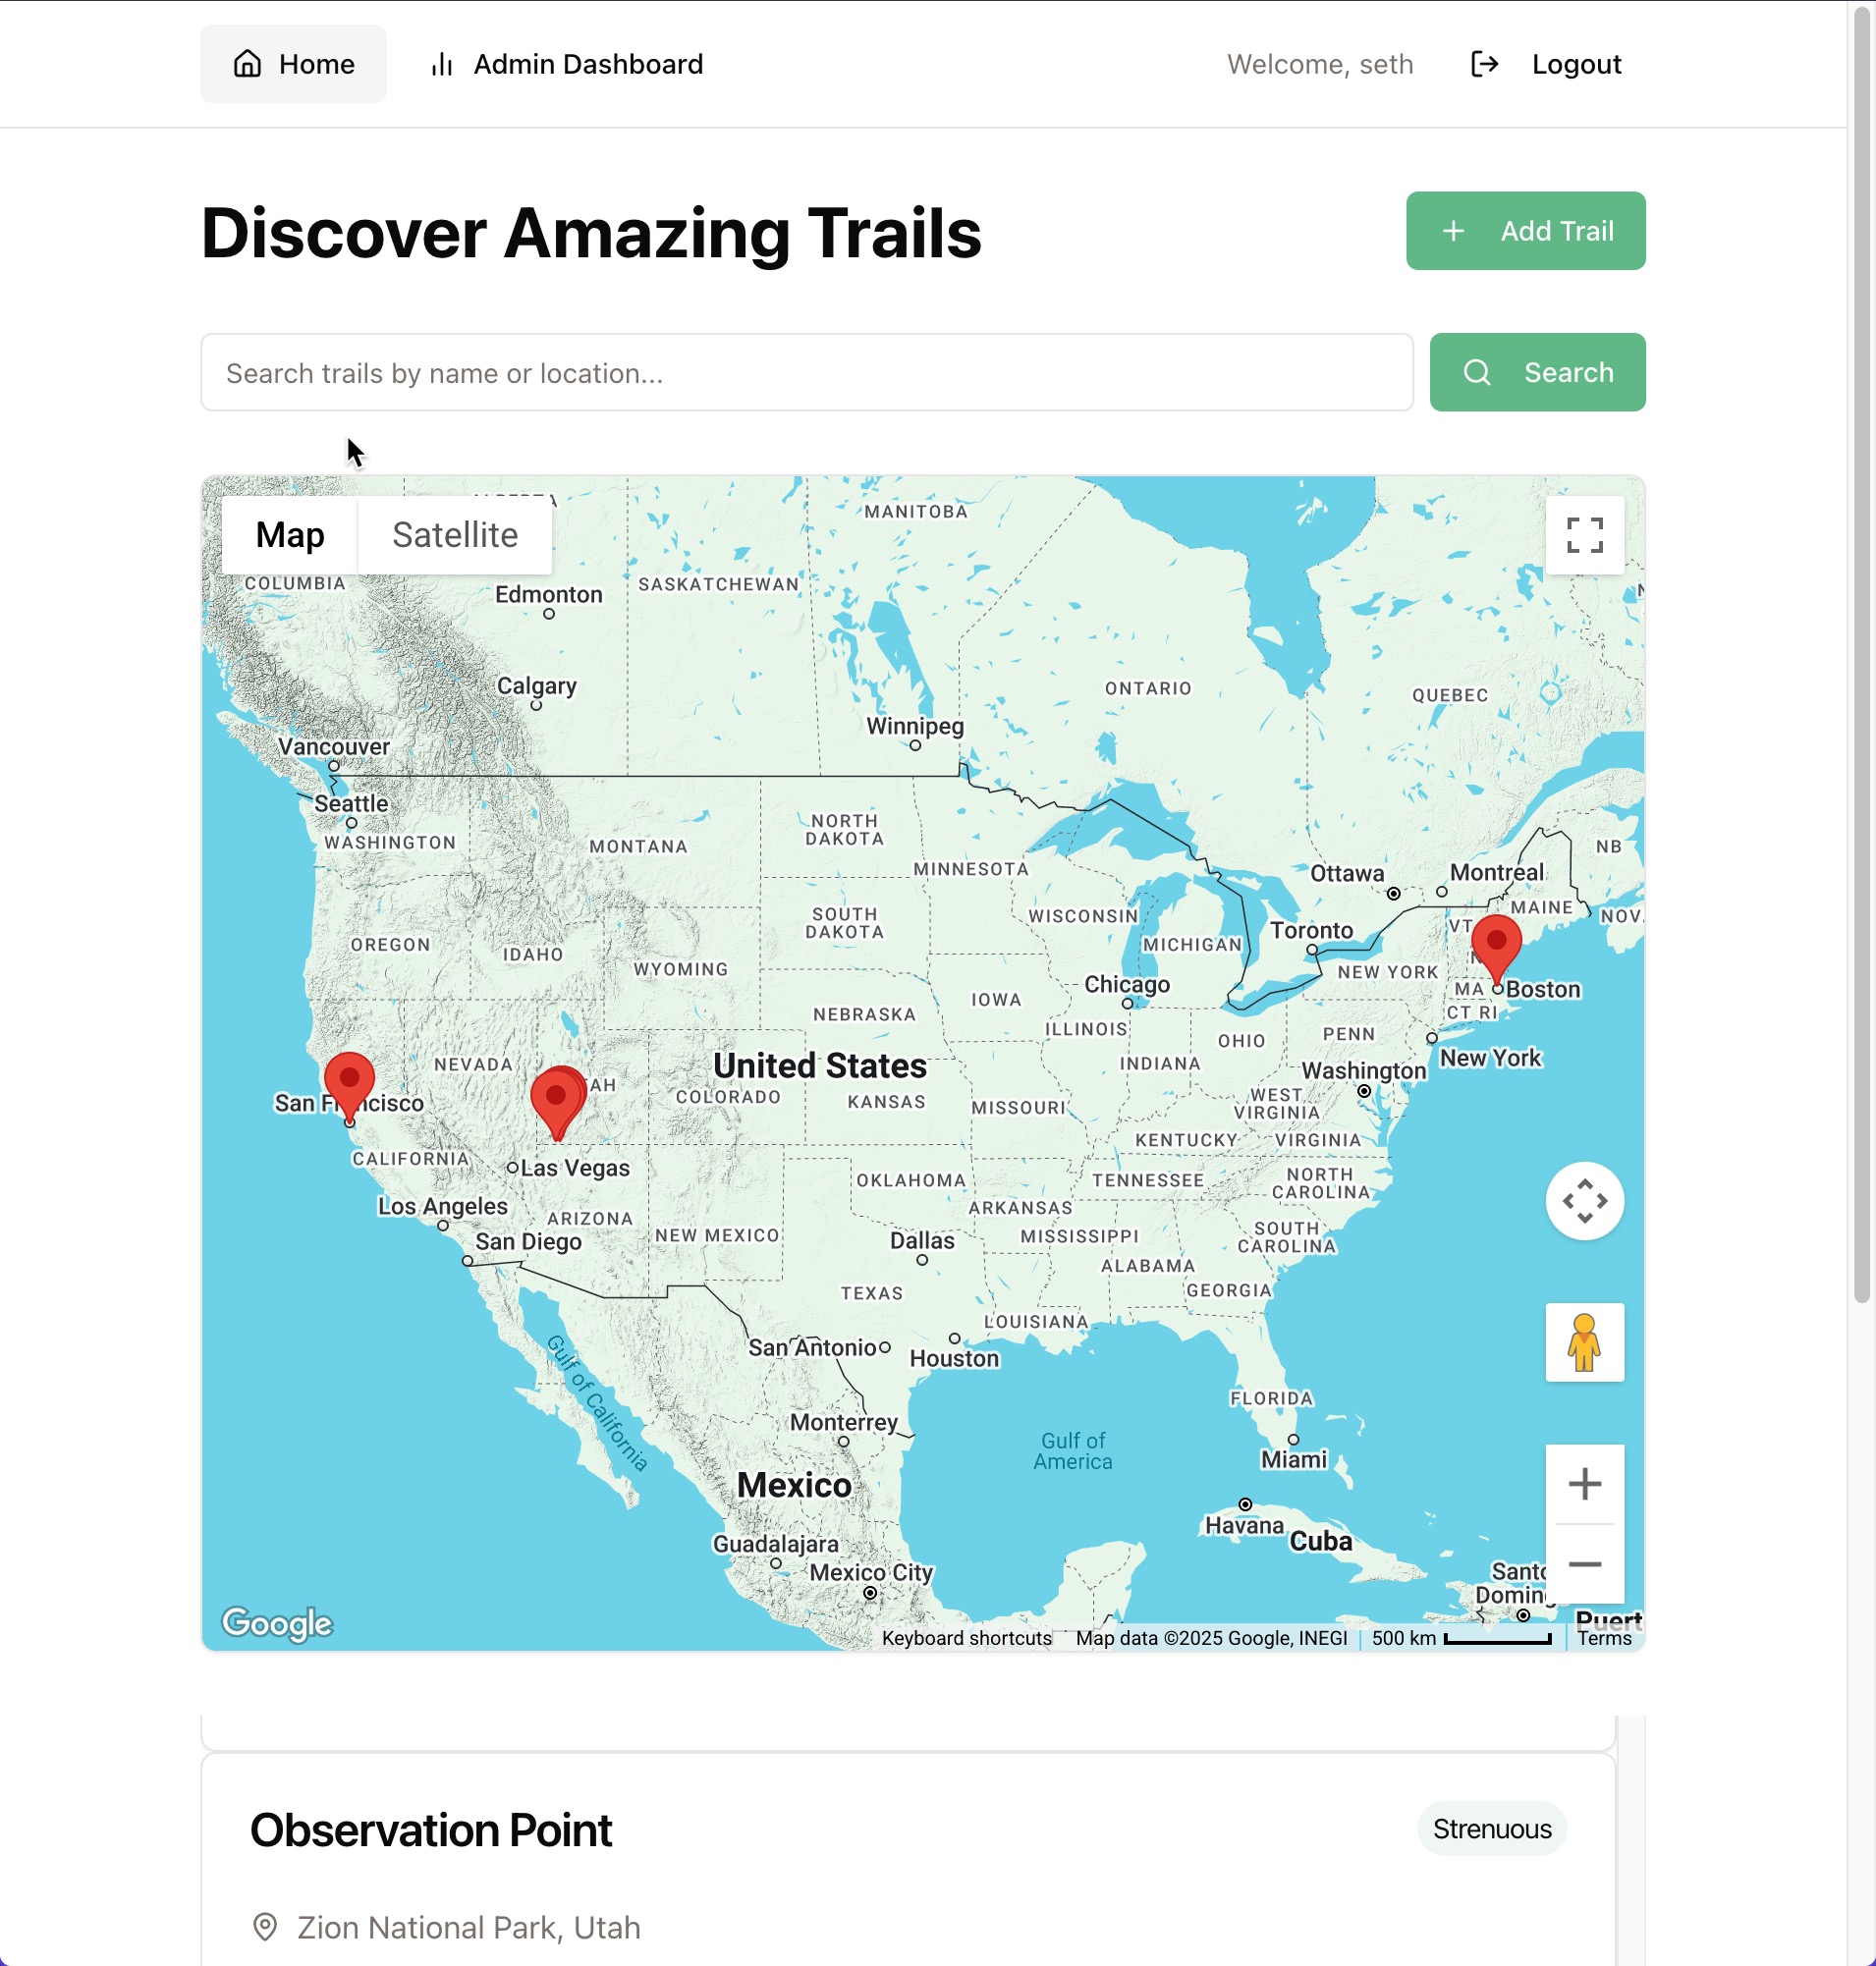 Home
Admin Dashboard
Welcome, seth
Logout
Discover Amazing Trails
Add Trail
Search trails by name or location...
Search
Map
Satellite
MANITOBA
COLUMBIA
Edmonton
SASKATCHEWAN
Calgary
ONTARIO
QUEBEC
Winnipeg
Vancouver
Seattle
WASHINGTON
MONTANA
NORTH
DAKOTA
MINNESOTA
NB
Ottawa
Montreal
MAINE
NOV.
OREGON
IDAHO
WYOMING
SOUTH
DAKOTA
WISCONSIN
MICHIGAN
Toronto
VT
NEW YORK
MA
Boston
CT RI
Chicago
IOWA
NEBRASKA
ILLINOIS
INDIANA
OHIO
PENN
New York
NEVADA
AH
United States
COLORADO
KANSAS
MISSOURI
Washington
WEST
VIRGINIA
San Fr ncisco
CALIFORNIA
Las Vegas
KENTUCKY
VIRGINIA
Los Angeles
ARIZONA
NEW MEXICO
OKLAHOMA
ARKANSAS
TENNESSEE
NORTH
CAROLINA
San Diego
Dallas
MISSISSIPPI
SOUTH
CAROLINA
ALABAMA
TEXAS
GEORGIA
LOUISIANA
San Antonio
Houston
Gulf of California
FLORIDA
Monterrey
Gulf of
America
Miami
Mexico
Havana
Cuba
Guadalajara
Mexico City
Santo
Doming
Puert
Google
Keyboard shortcuts
Map data ©2025 Google, INEGI
500 km
Terms
Observation Point
Strenuous
Zion National Park, Utah